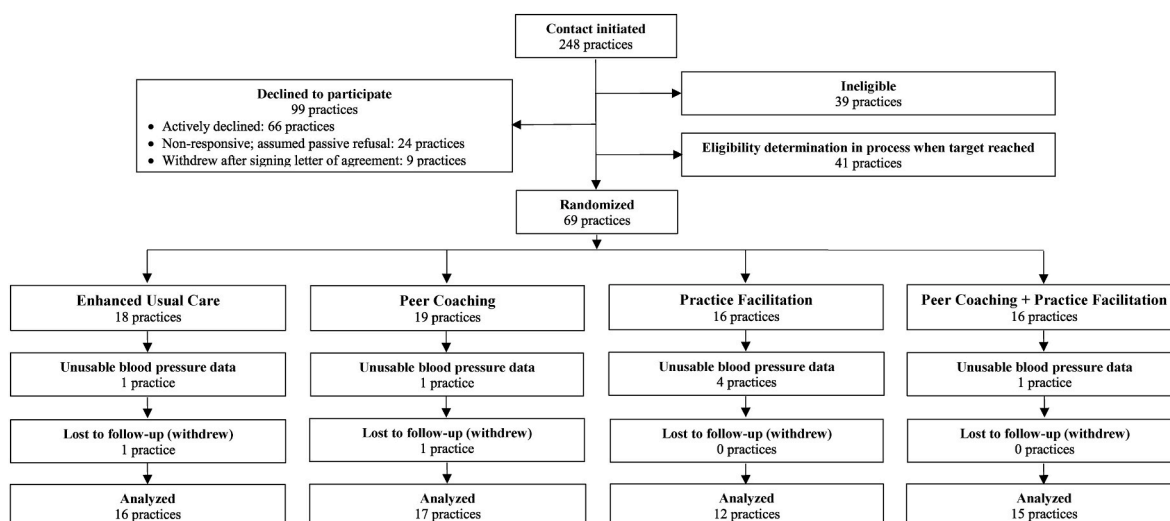 Contact initiated
248 practices
Declined to participate
99 practices
• Actively declined: 66 practices
• Non-responsive; assumed passive refusal: 24 practices
• Withdrew after signing letter of agreement: 9 practices
Ineligible
39 practices
Eligibility determination in process when target reached
41 practices
Randomized
69 practices
Enhanced Usual Care
18 practices
Peer Coaching
19 practices
Practice Facilitation
16 practices
Peer Coaching + Practice Facilitation
16 practices
Unusable blood pressure data
1 practice
Unusable blood pressure data
1 practice
Unusable blood pressure data
4 practices
Unusable blood pressure data
1 practice
Lost to follow-up (withdrew)
1 practice
Lost to follow-up (withdrew)
1 practice
Lost to follow-up (withdrew)
0 practices
Lost to follow-up (withdrew)
0 practices
Analyzed
16 practices
Analyzed
17 practices
Analyzed
12 practices
Analyzed
15 practices